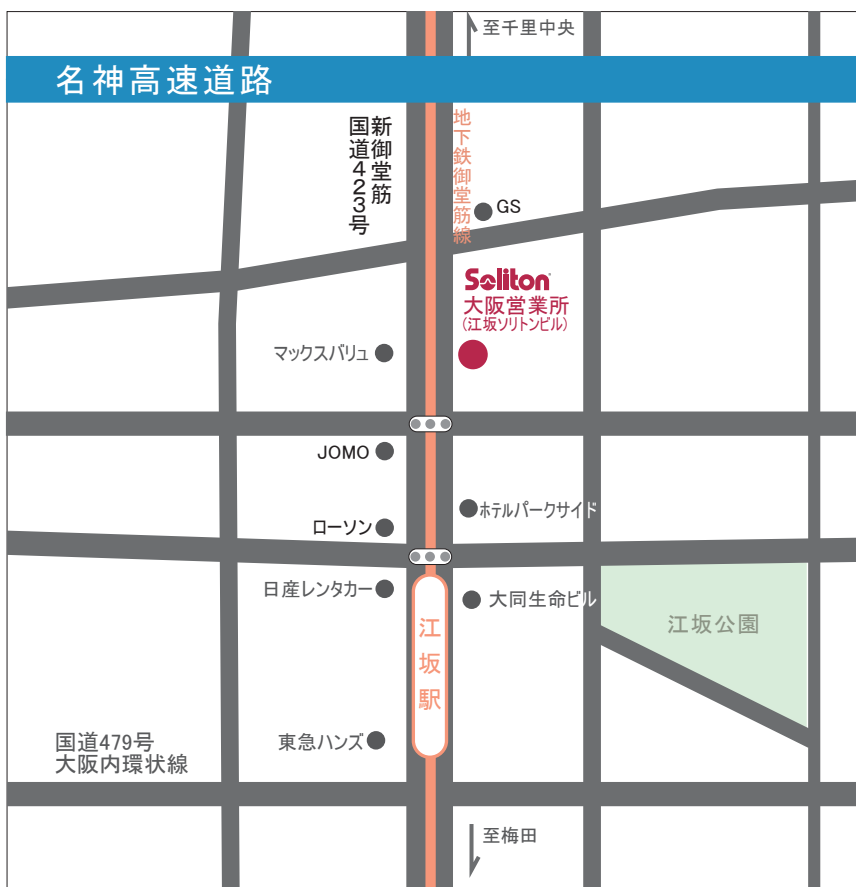 至千里中央
名神高速道路
新御堂筋
国道423号
地下鉄御堂筋線
GS
Soliton
大阪営業所
(江坂ソリトンビル)
マックスバリュ
JOMO
ホテルパークサイド
ローソン
日産レンタカー
大同生命ビル
江坂公園
江坂駅
東急ハンズ
国道479号
大阪内環状線
至梅田